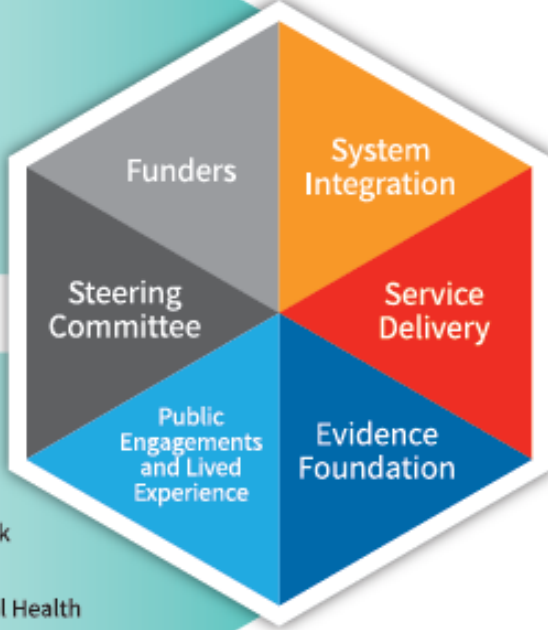 Funders
System
Integration
Steering
Committee
Service
Delivery
Public
Engagements
and Lived
Experience
Evidence
Foundation
Health